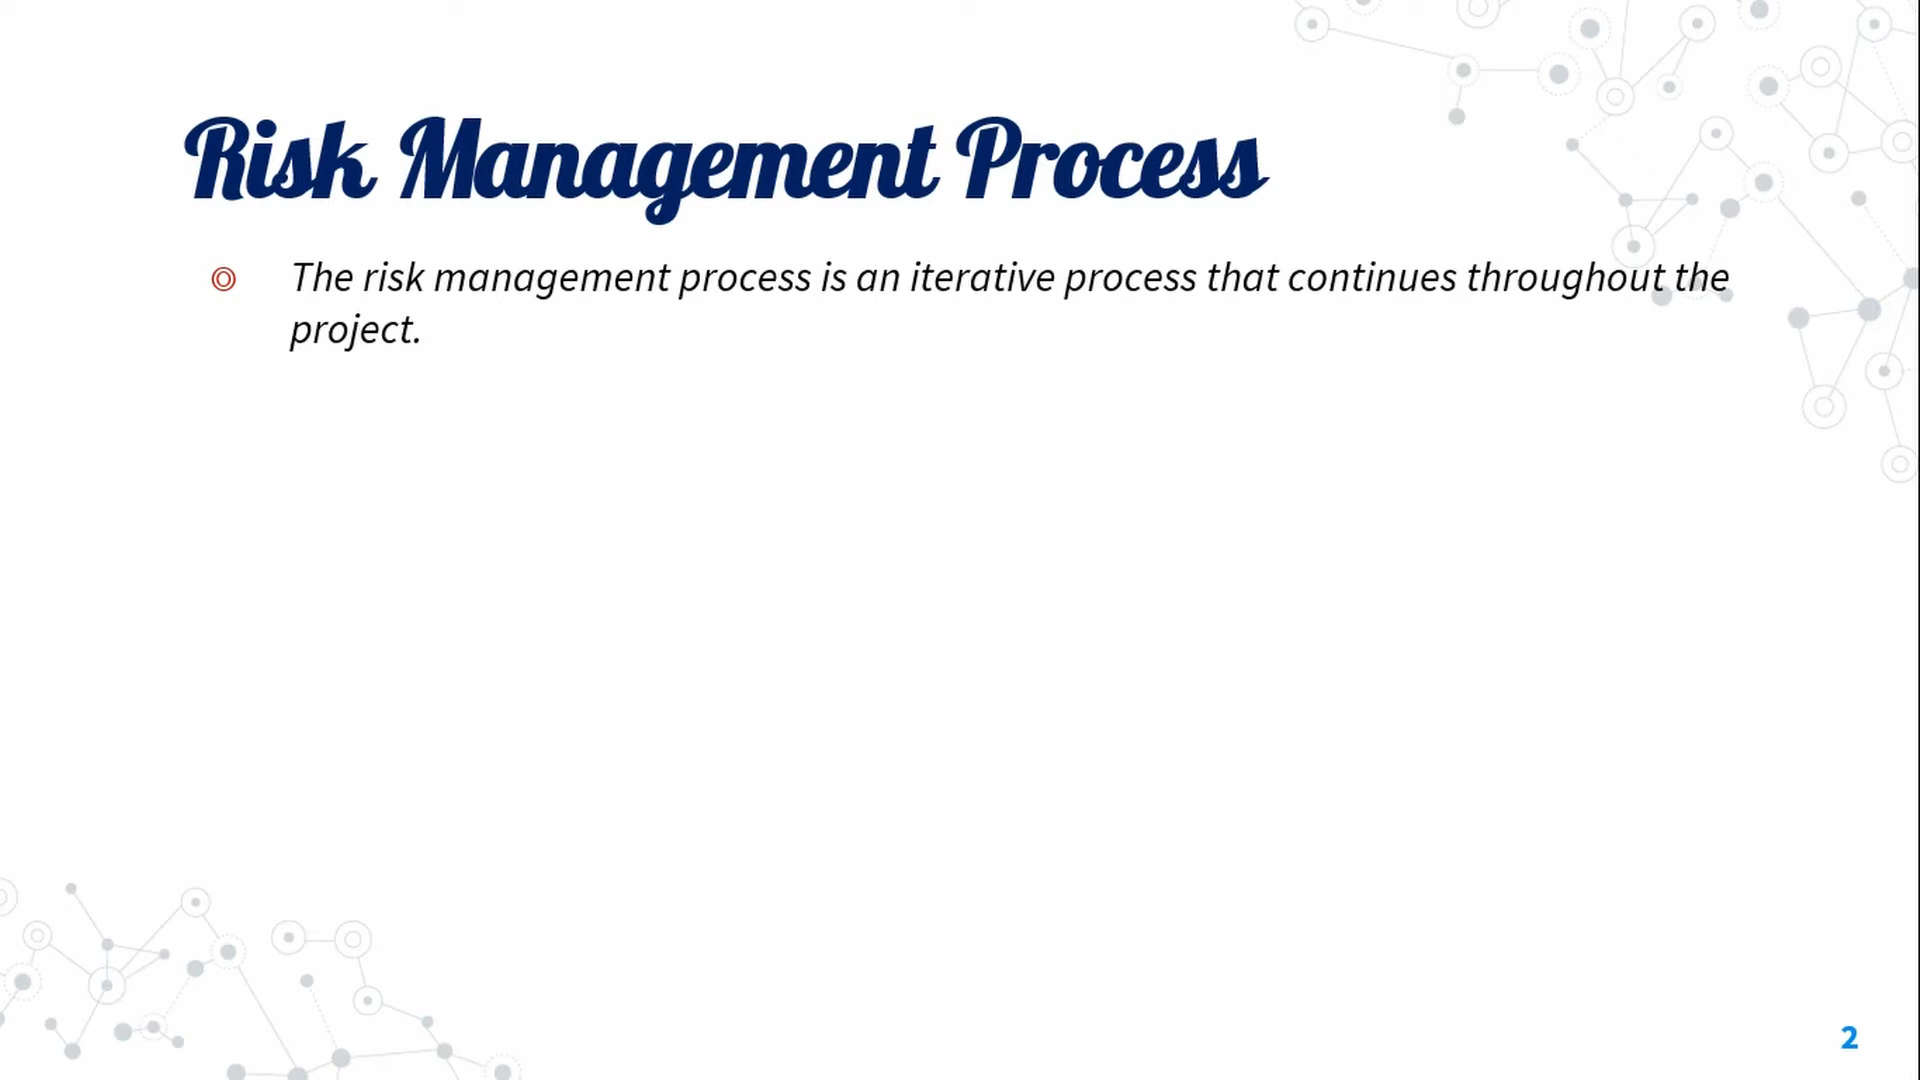 Risk Management Process
The risk management process is an iterative process that continues throughout the
project.
2